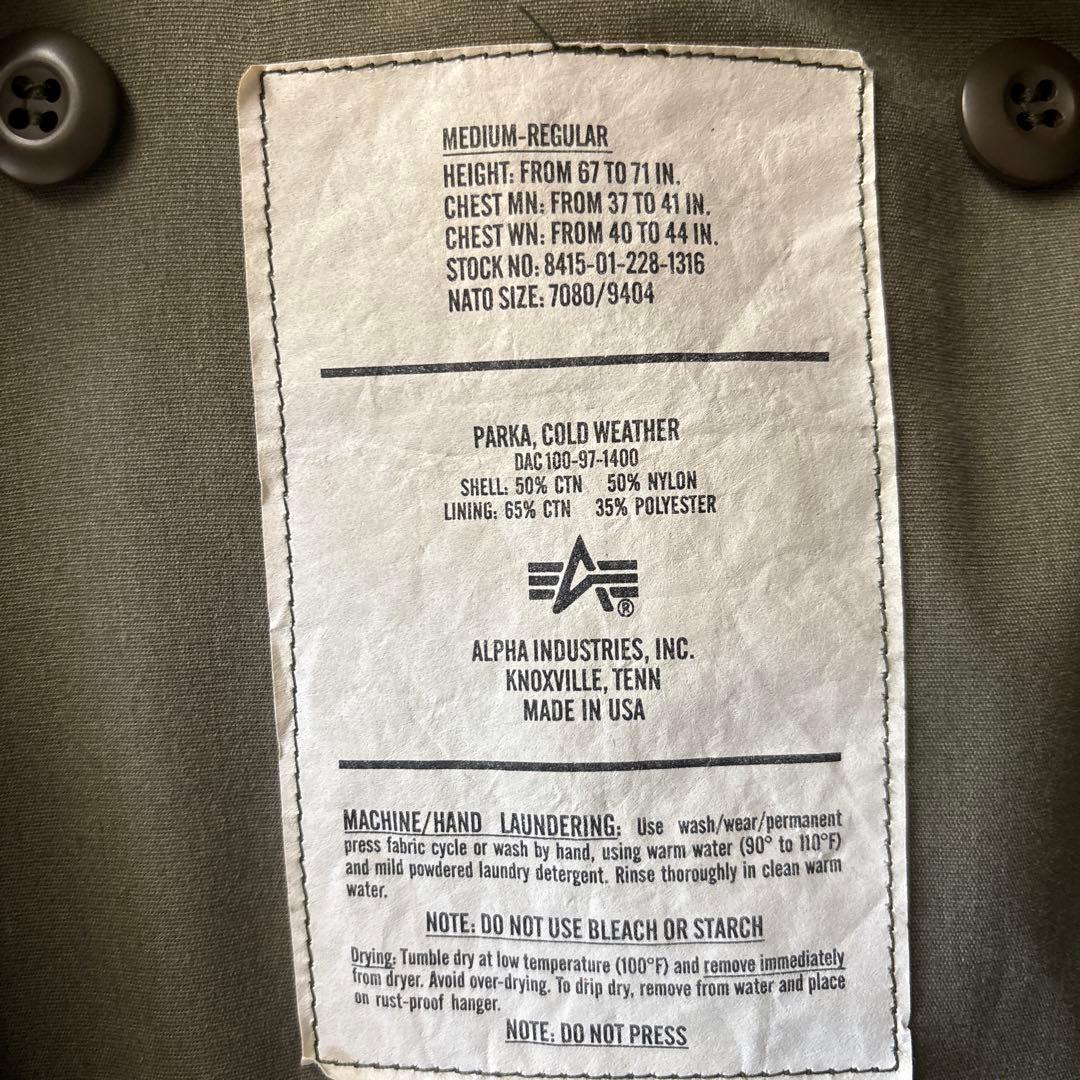 MEDIUM-REGULAR
HEIGHT: FROM 67 TO 71 IN.
CHEST MN: FROM 37 TO 41 IN.
CHEST WN: FROM 40 TO 44 IN.
STOCK NO: 8415-01-228-1316
NATO SIZE: 7080/9404
PARKA, COLD WEATHER
DAC 100-97-1400
SHELL: 50% CTN 50% NYLON
LINING: 65% CTN 35% POLYESTER
®
ALPHA INDUSTRIES, INC.
KNOXVILLE, TENN
MADE IN USA
MACHINE/HAND LAUNDERING: Use wash/wear/permanent
press fabric cycle or wash by hand, using warm water (90° to 110°F)
and mild powdered laundry detergent. Rinse thoroughly in clean warm
water.
NOTE: DO NOT USE BLEACH OR STARCH
Drying: Tumble dry at low temperature (100°F) and remove immediately
from dryer. Avoid over-drying. To drip dry, remove from water and place
on rust-proof hanger.
NOTE: DO NOT PRESS